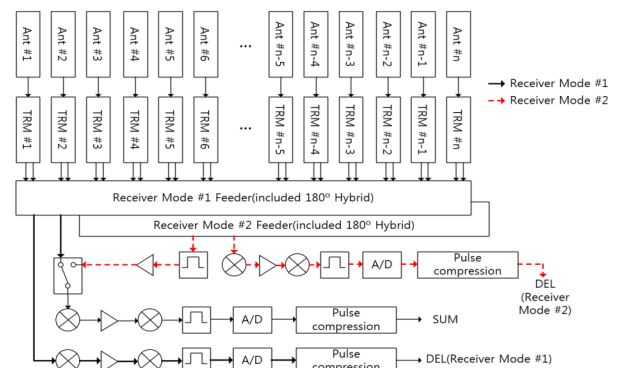 Ant #1
Ant #2
Ant #3
Ant #4
Ant #5
Ant #6
...
Ant #n-5
Ant #n-4
Ant #n-3
Ant #n-2
Ant #n-1
Ant #n
Receiver Mode #1
Receiver Mode #2
TRM #1
TRM #2
TRM #3
TRM #4
TRM #5
TRM #6
...
TRM #n-5
TRM #n-4
TRM #n-3
TRM #n-2
TRM #n-1
TRM #n
Receiver Mode #1 Feeder(included 180º Hybrid)
Receiver Mode #2 Feeder(included 180º Hybrid)
A/D
Pulse
compression
DEL
(Receiver
Mode #2)
A/D
Pulse
compression
SUM
A/D
Pulse
compression
DEL(Receiver Mode #1)